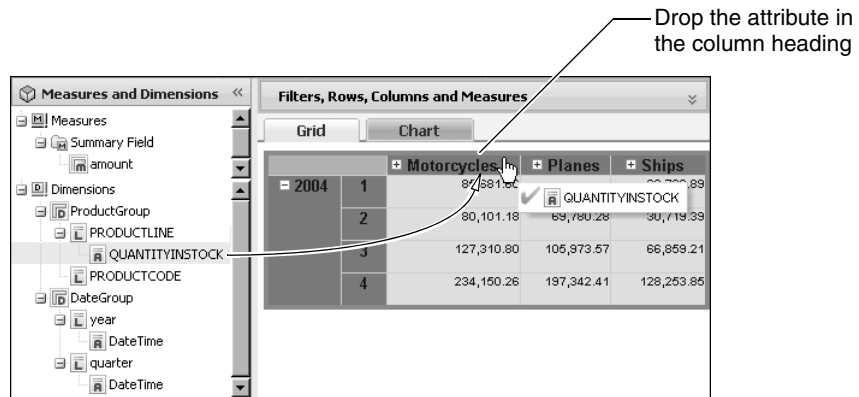 Drop the attribute in
the column heading
Measures and Dimensions «
Filters, Rows, Columns and Measures
Measures
Summary Field
amount
Dimensions
ProductGroup
PRODUCTLINE
QUANTITYINSTOCK
PRODUCTCODE
DateGroup
year
DateTime
quarter
DateTime
Grid Chart
Motorcycles Planes Ships
2004 1
QUANTITYINSTOCK
2 80,101.18 69,780.28 30,719.39
3 127,310.80 105,973.57 66,859.21
4 234,150.26 197,342.41 128,253.85